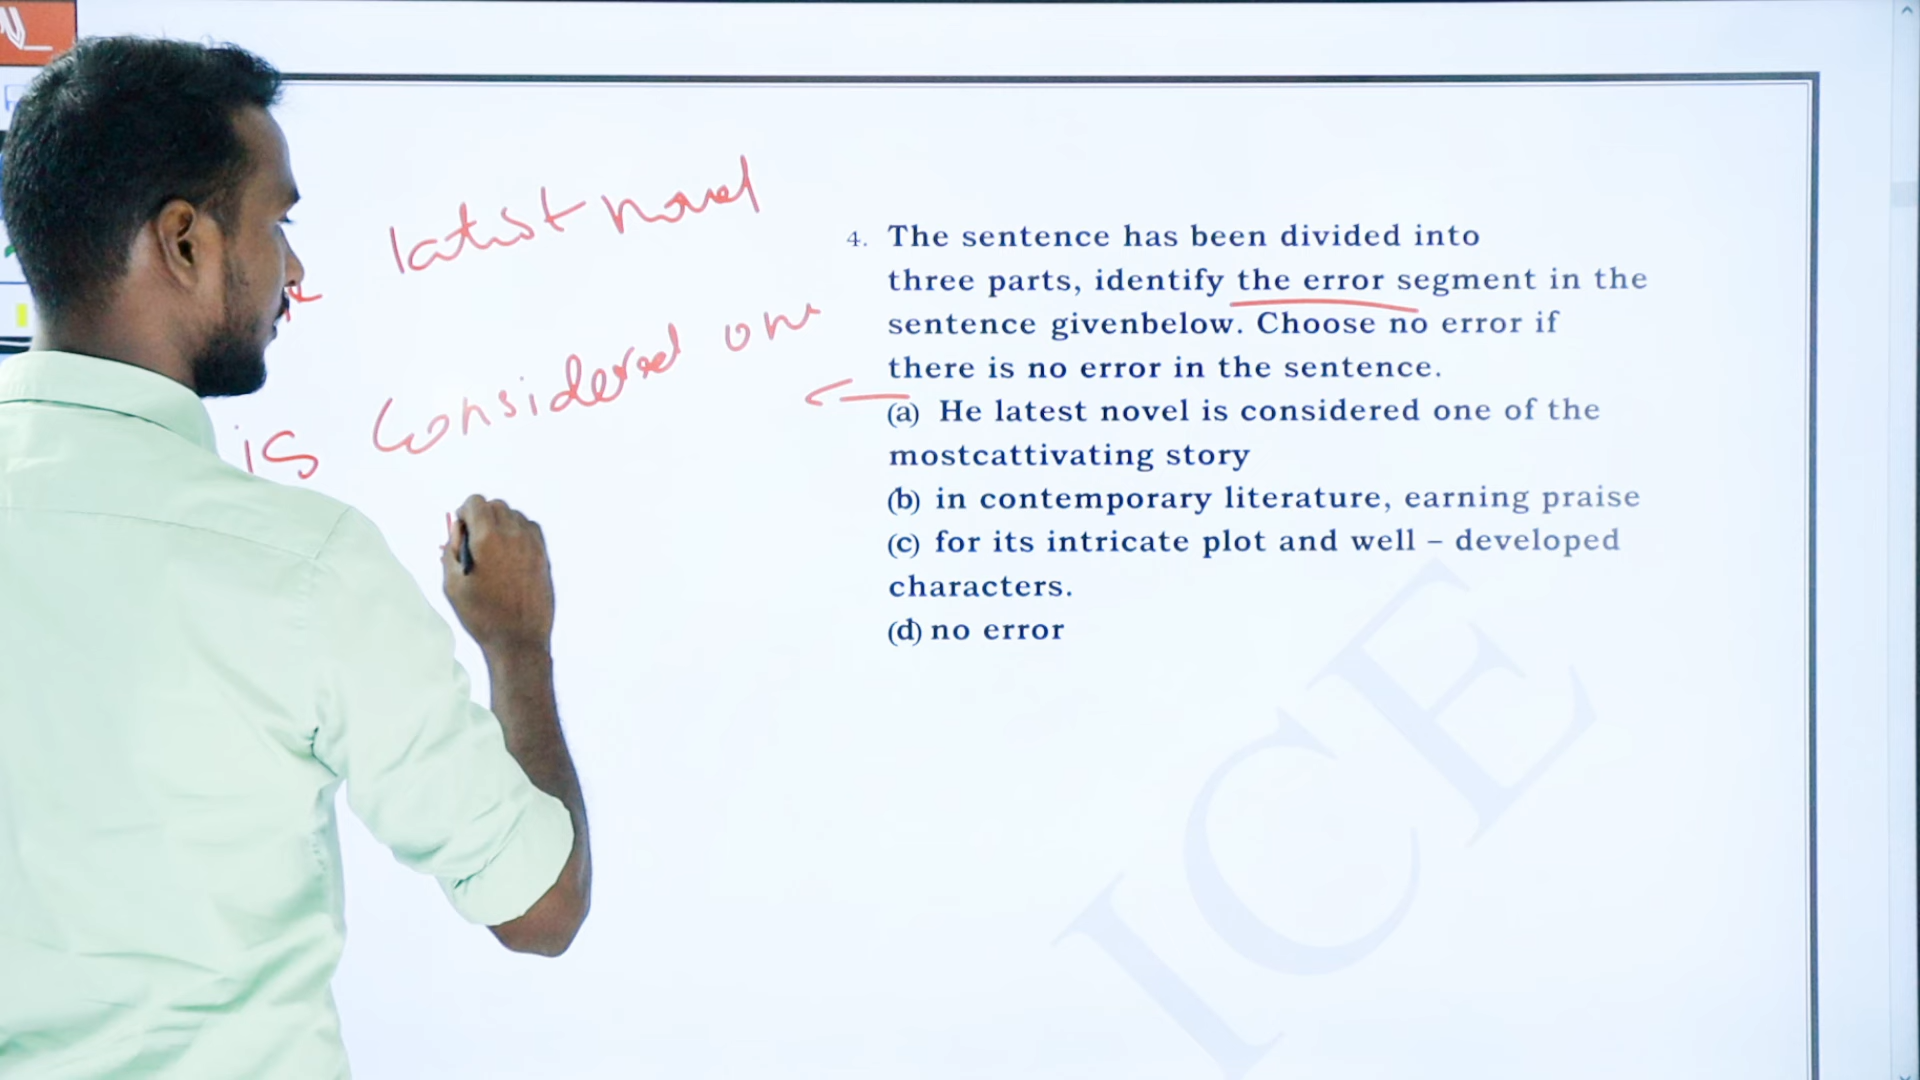 latest novel
is considered one
4. The sentence has been divided into
three parts, identify the error segment in the
sentence givenbelow. Choose no error if
there is no error in the sentence.
(a) He latest novel is considered one of the
mostcattivating story
(b) in contemporary literature, earning praise
(c) for its intricate plot and well – developed
characters.
(d) no error
ICE